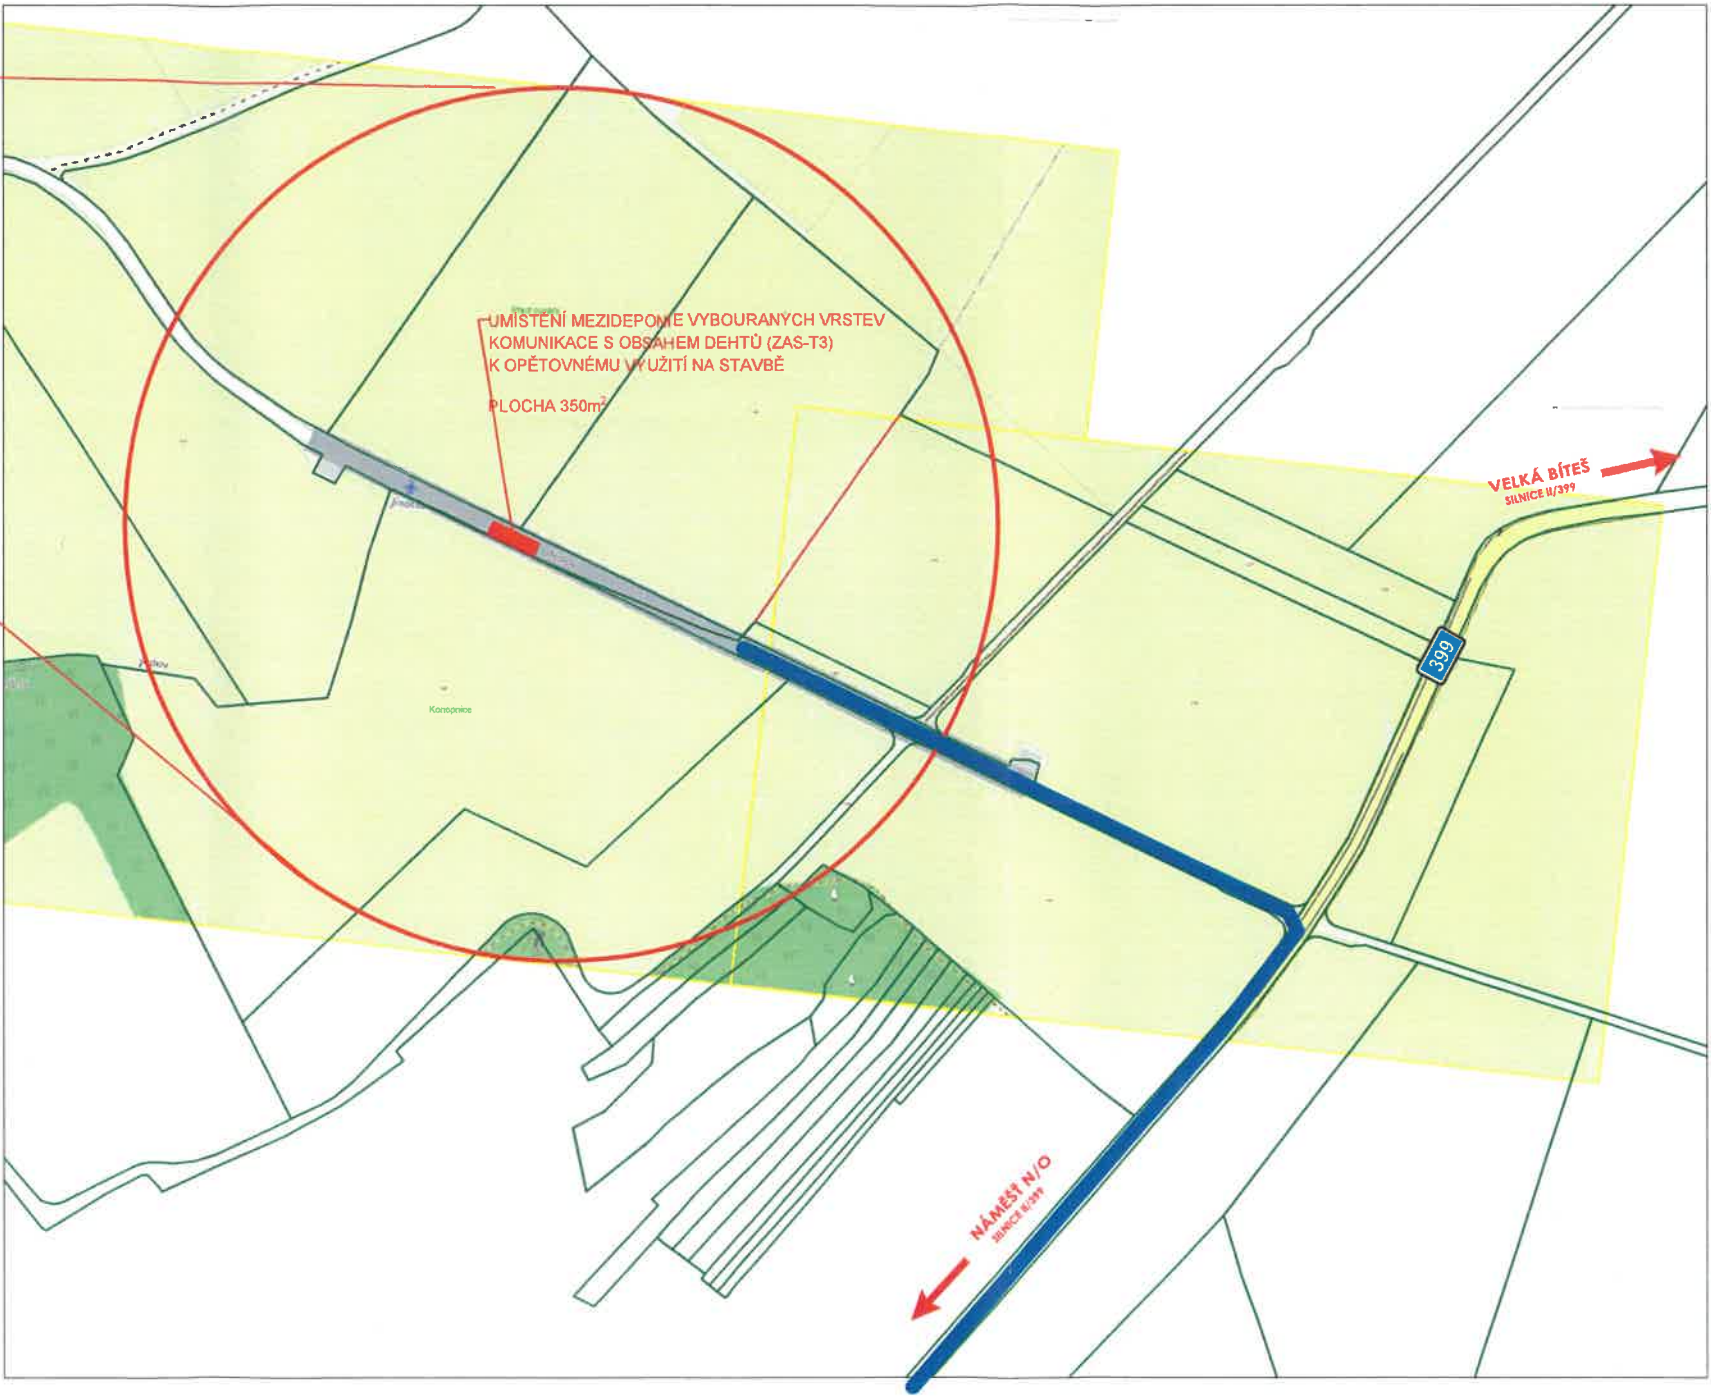 UMÍSTĚNÍ MEZIDEPONIE VYBOURANÝCH VRSTEV
KOMUNIKACE S OBSAHEM DEHTŮ (ZAS-T3)
K OPĚTOVNÉMU VYUŽITÍ NA STAVBĚ
PLOCHA 350m²
VELKÁ BÍTEŠ
SILNICE II/399
399
Konopnice
NÁMĚŠŤ N/O
SILNICE II/399